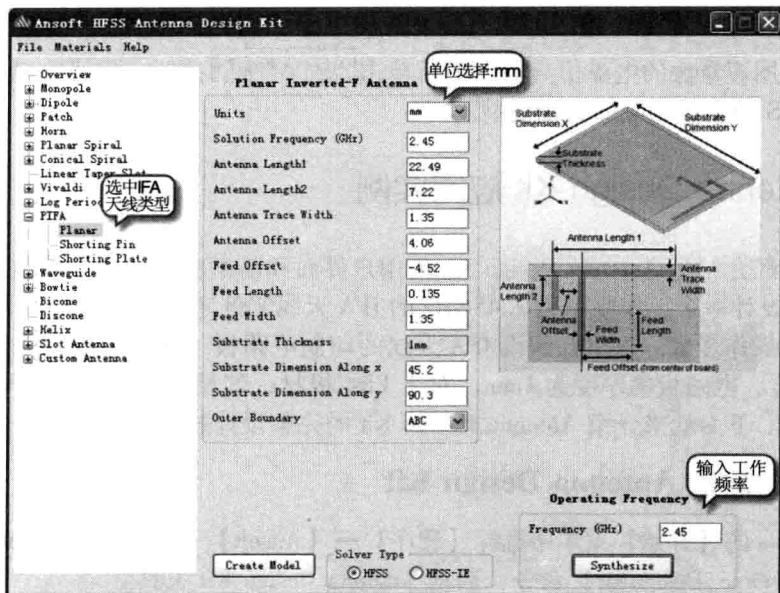 Ansoft HFSS Antenna Design Kit
File Materials Help
Overview
Monopole
Dipole
Patch
Horn
Planar Spiral
Conical Spiral
Linear Taper Slot
Vivaldi
Log Perio
PIFA
Planar
Shorting Pin
Shorting Plate
Waveguide
Bowtie
Bicone
Discone
Helix
Slot Antenna
Custom Antenna
选中IFA
天线类型
Planar Inverted-F Antenna
单位选择:mm
Units mm
Solution Frequency (GHz) 2.45
Antenna Length1 22.49
Antenna Length2 7.22
Antenna Trace Width 1.35
Antenna Offset 4.06
Feed Offset -4.52
Feed Length 0.135
Feed Width 1.35
Substrate Thickness 1mm
Substrate Dimension Along x 45.2
Substrate Dimension Along y 90.3
Outer Boundary ABC
Substrate
Dimension X
Substrate
Dimension Y
Substrate
Thickness
Antenna Length 1
Antenna
Length 2
Antenna
Trace
Width
Antenna
Offset
Feed
Width
Feed
Length
Feed Offset (from center of board)
输入工作
频率
Operating Frequency
Frequency (GHz) 2.45
Synthesize
Create Model
Solver Type
HFSS HFSS-IE